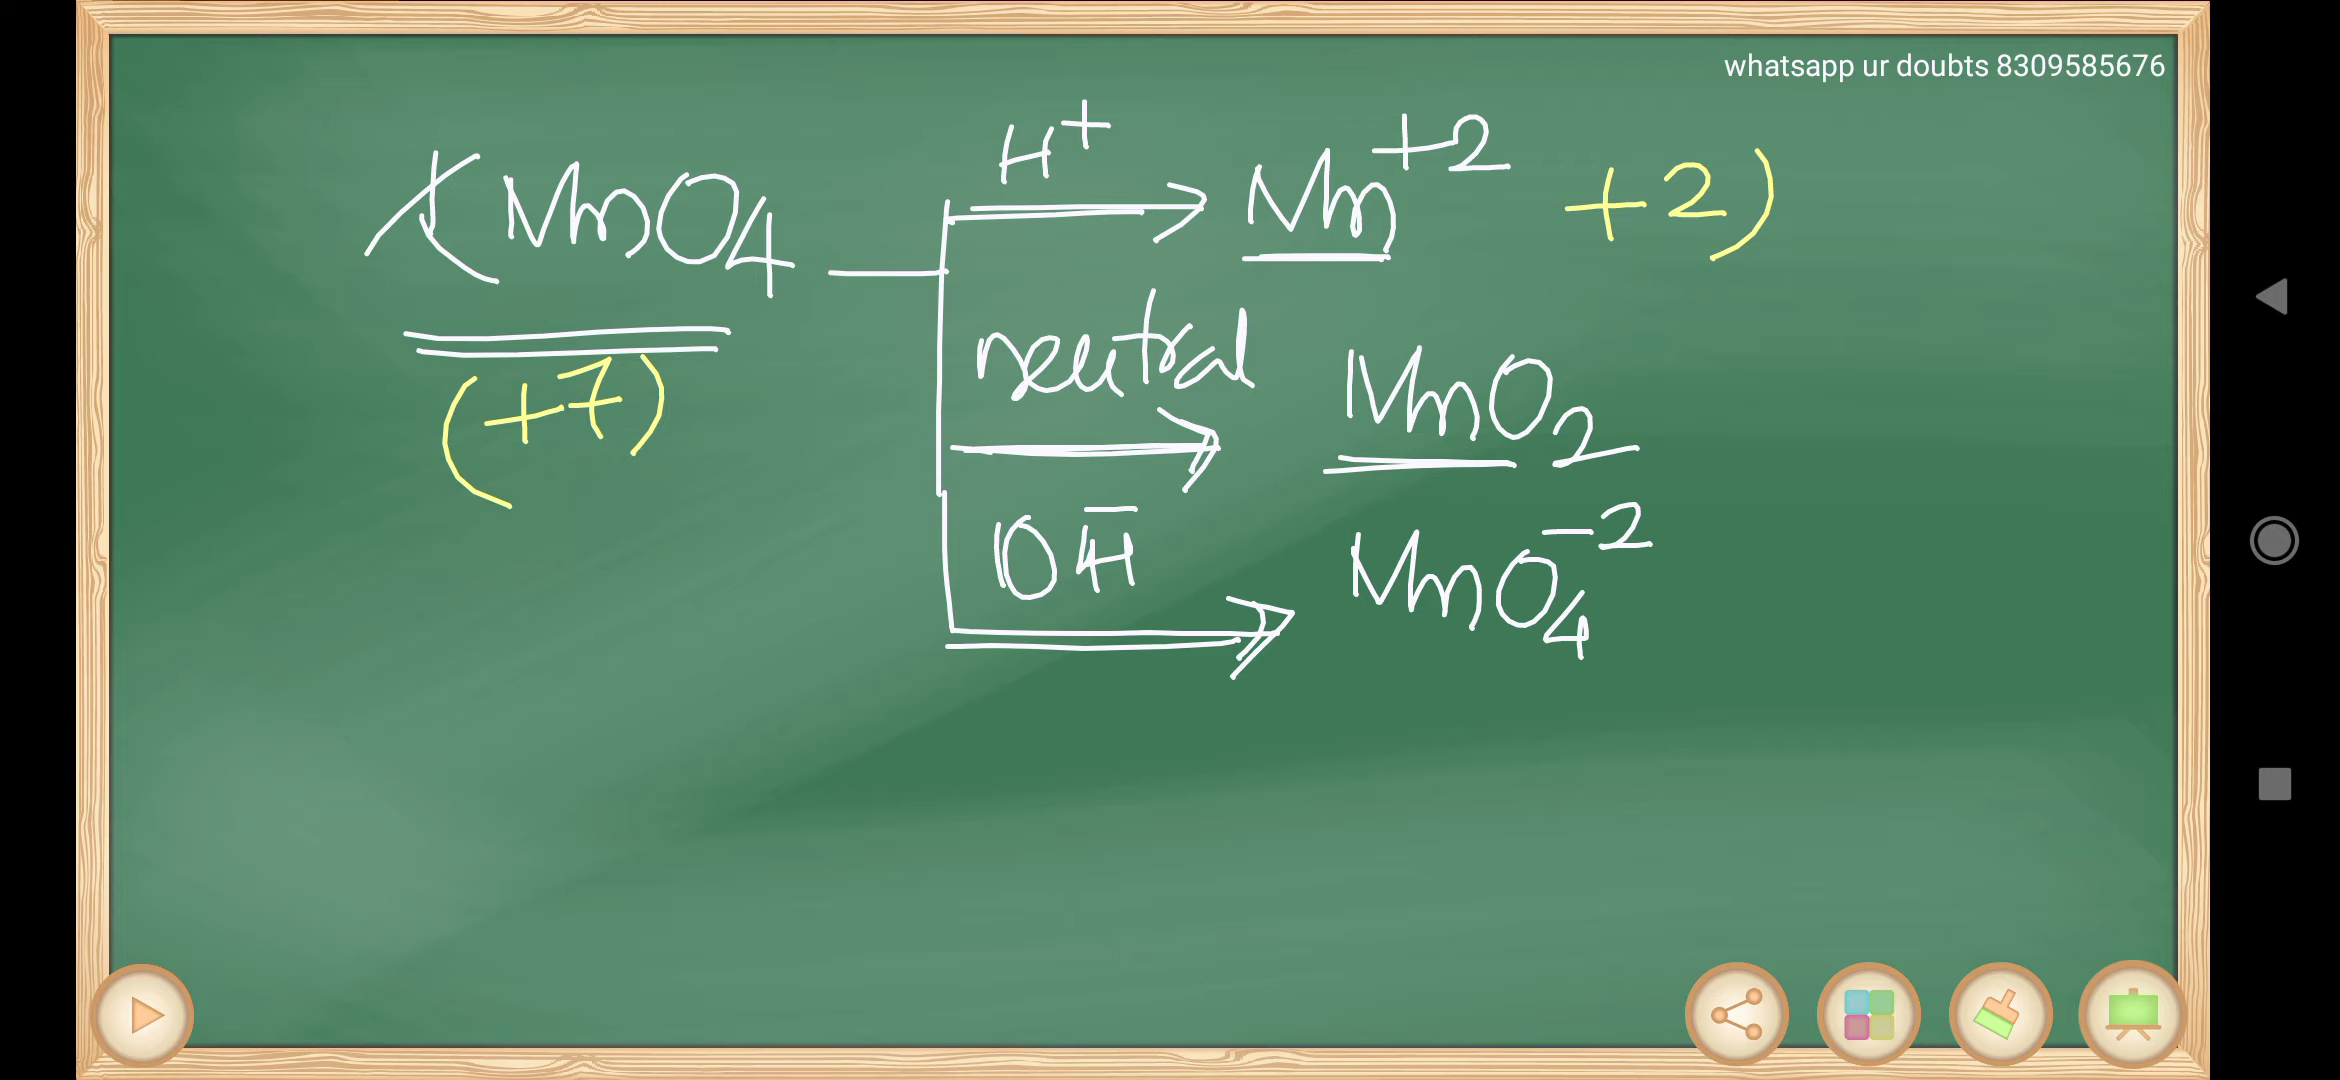 whatsapp ur doubts 8309585676
KMnO4 H+ Mn+2 +2)
(+7) neutral MnO2
OH- MnO4-2